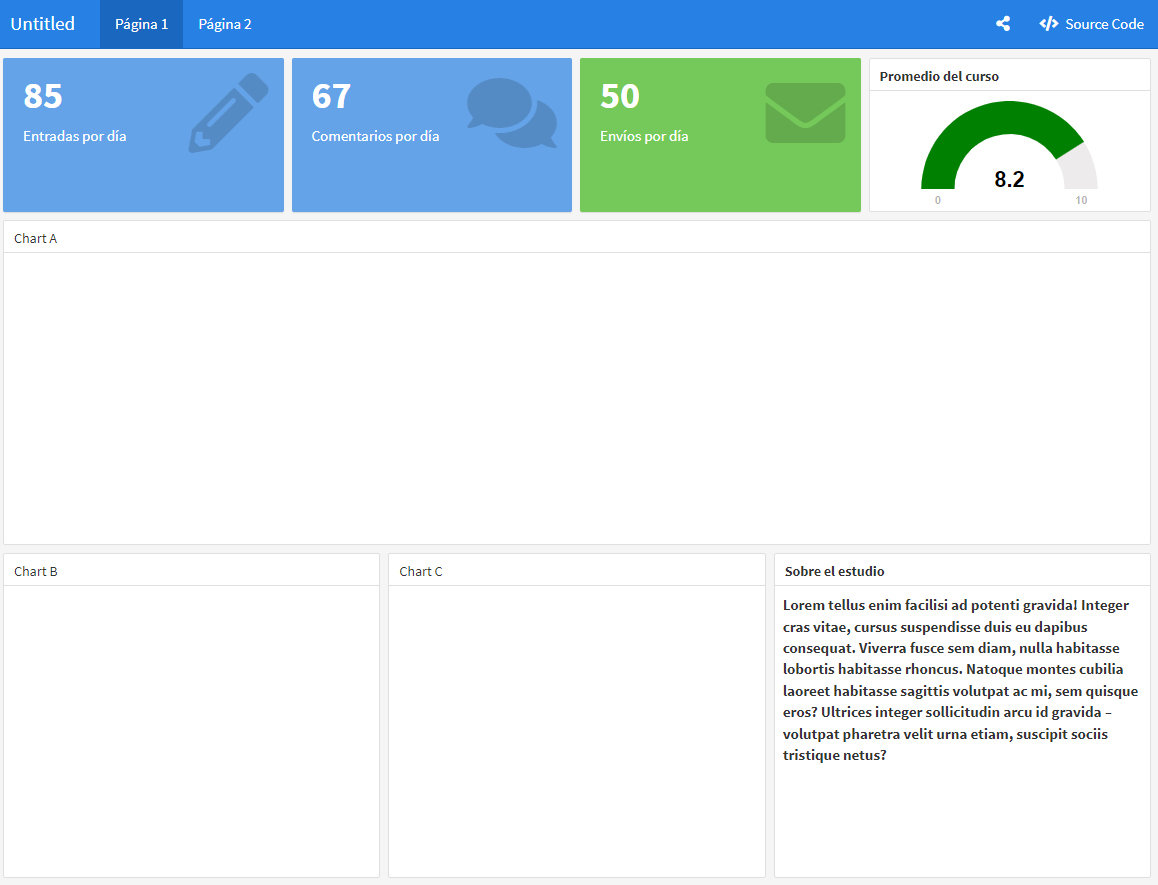 Untitled
Página 1
Página 2
Source Code
85
Entradas por día
67
Comentarios por día
50
Envíos por día
Promedio del curso
8.2
0
10
Chart A
Chart B
Chart C
Sobre el estudio
Lorem tellus enim facilisi ad potenti gravida! Integer
cras vitae, cursus suspendisse duis eu dapibus
consequat. Viverra fusce sem diam, nulla habitasse
lobortis habitasse rhoncus. Natoque montes cubilia
laoreet habitasse sagittis volutpat ac mi, sem quisque
eros? Ultrices integer sollicitudin arcu id gravida –
volutpat pharetra velit urna etiam, suscipit sociis
tristique netus?